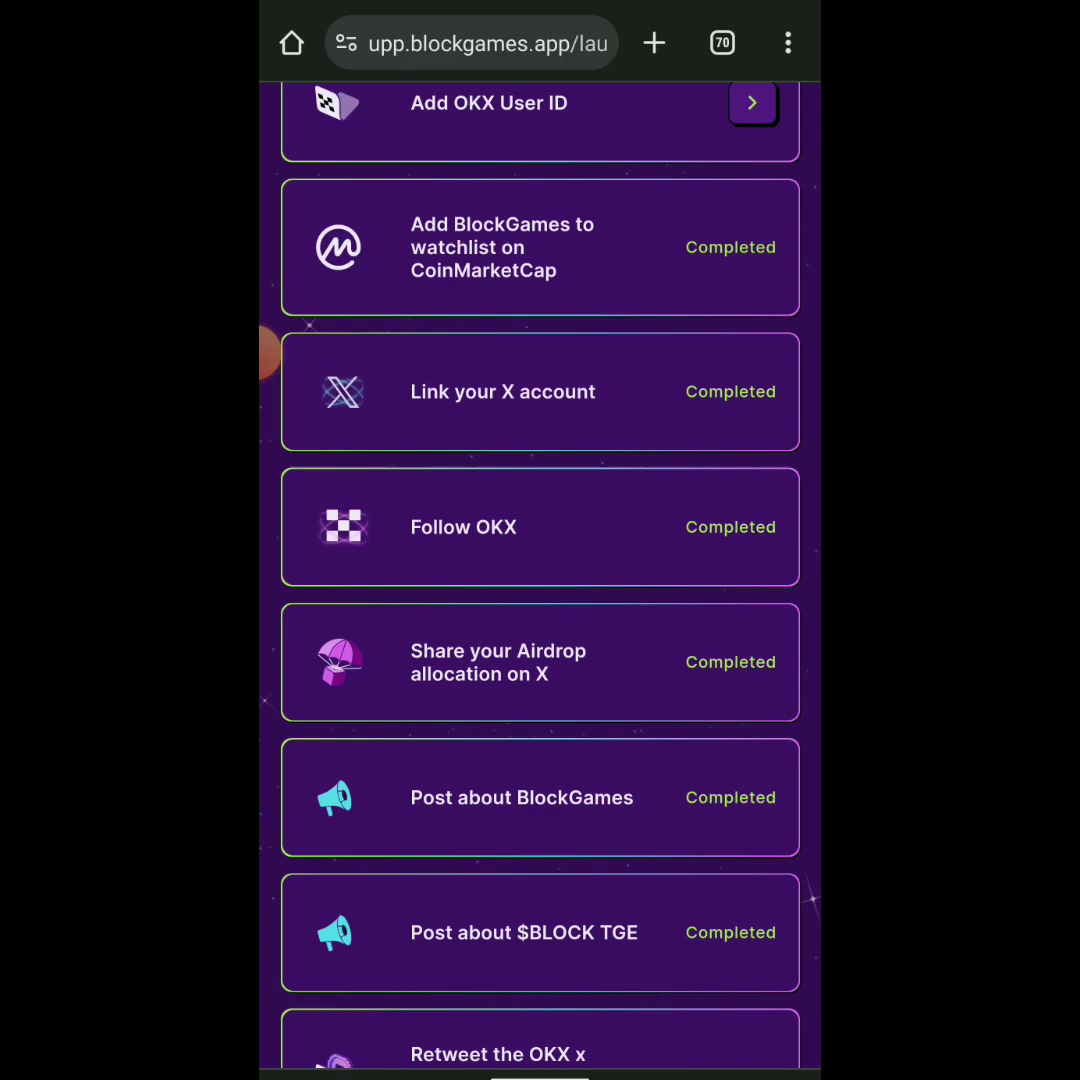 upp.blockgames.app/lau
70
Add OKX User ID
Add BlockGames to
watchlist on
CoinMarketCap
Completed
Link your X account
Completed
Follow OKX
Completed
Share your Airdrop
allocation on X
Completed
Post about BlockGames
Completed
Post about $BLOCK TGE
Completed
Retweet the OKX x